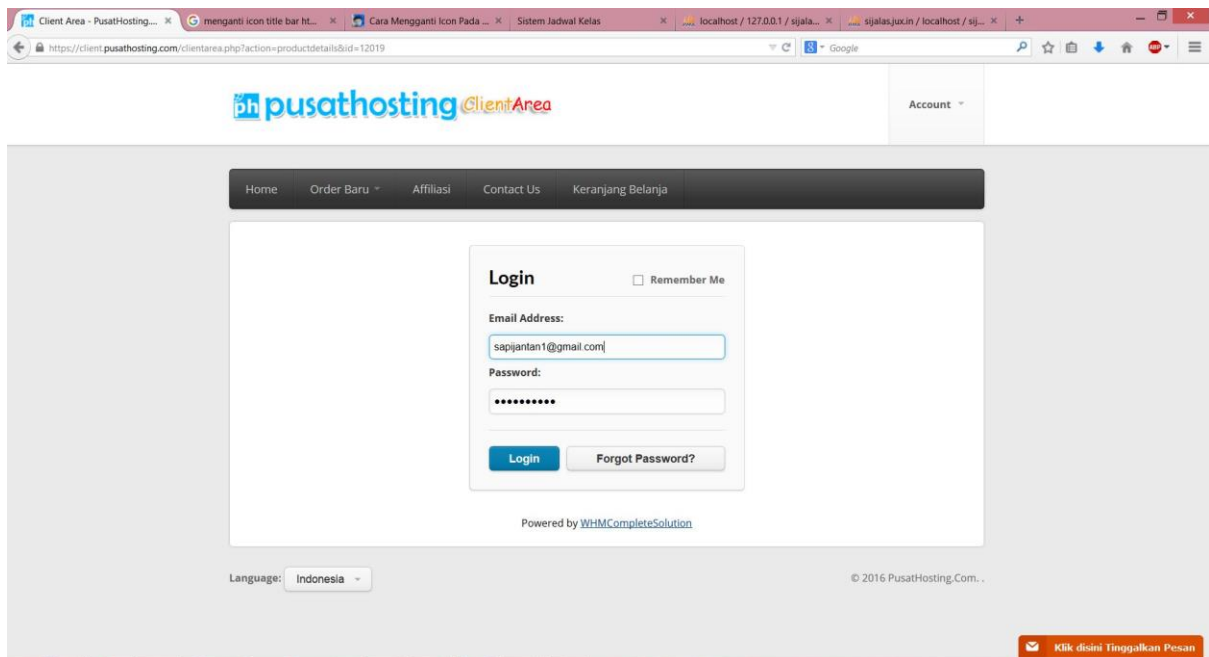 Client Area - PusatHosting....
menganti icon title bar ht...
Cara Mengganti Icon Pada ...
Sistem Jadwal Kelas
localhost / 127.0.0.1 / sijala...
sijalas.jux.in / localhost / sij...
https://client.pusathosting.com/clientarea.php?action=productdetails&id=12019
Google
ABP
ph pusathosting ClientArea
Account
Home Order Baru Affiliasi Contact Us Keranjang Belanja
Login
Remember Me
Email Address:
sapijantan1@gmail.com
Password:
••••••••••
Login Forgot Password?
Powered by WHMCompleteSolution
Language: Indonesia
© 2016 PusatHosting.Com. .
Klik disini Tinggalkan Pesan